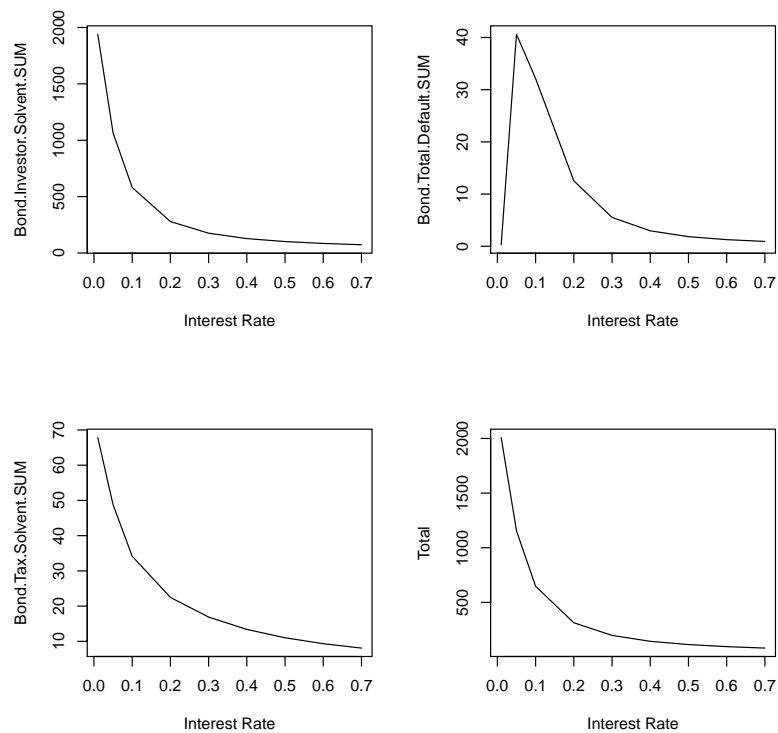 Bond.Investor.Solvent.SUM
2000
1500
1000
500
0
0.0 0.1 0.2 0.3 0.4 0.5 0.6 0.7
Interest Rate
Bond.Total.Default.SUM
40
30
20
10
0
0.0 0.1 0.2 0.3 0.4 0.5 0.6 0.7
Interest Rate
Bond.Tax.Solvent.SUM
70
60
50
40
30
20
10
0.0 0.1 0.2 0.3 0.4 0.5 0.6 0.7
Interest Rate
Total
2000
1500
1000
500
0.0 0.1 0.2 0.3 0.4 0.5 0.6 0.7
Interest Rate